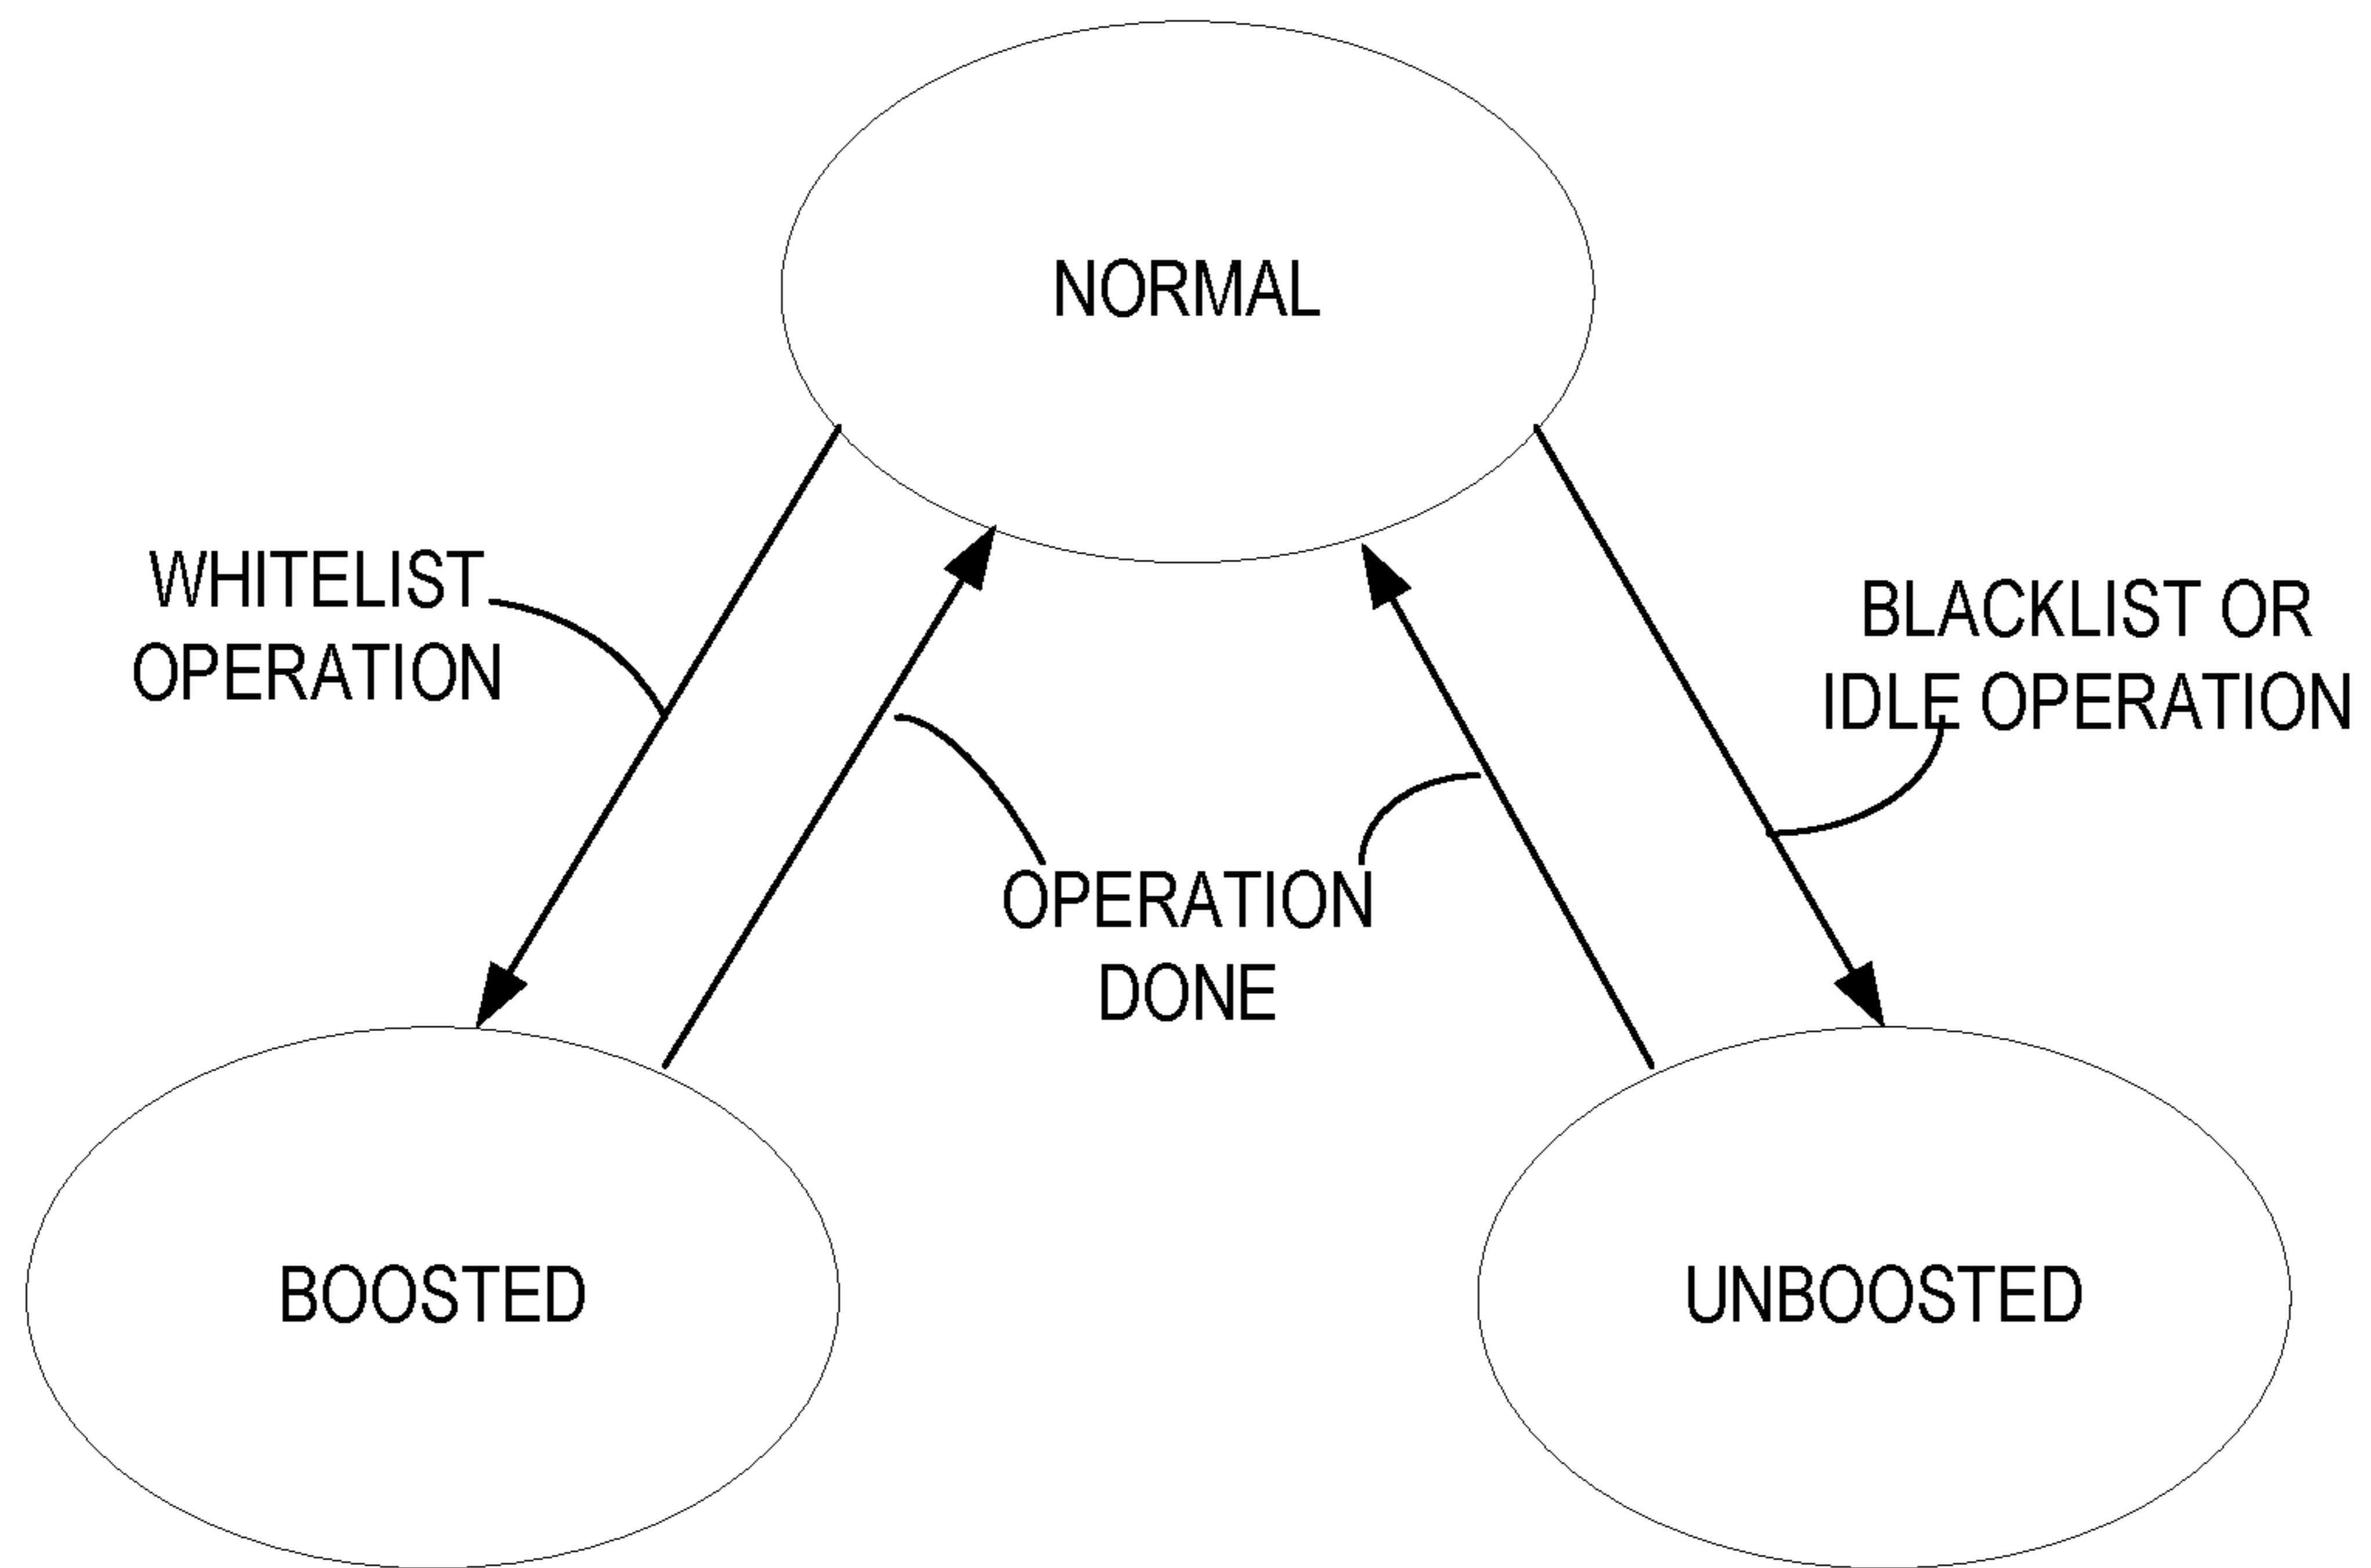 NORMAL
WHITELIST
OPERATION
BLACKLIST OR
IDLE OPERATION
OPERATION
DONE
BOOSTED
UNBOOSTED